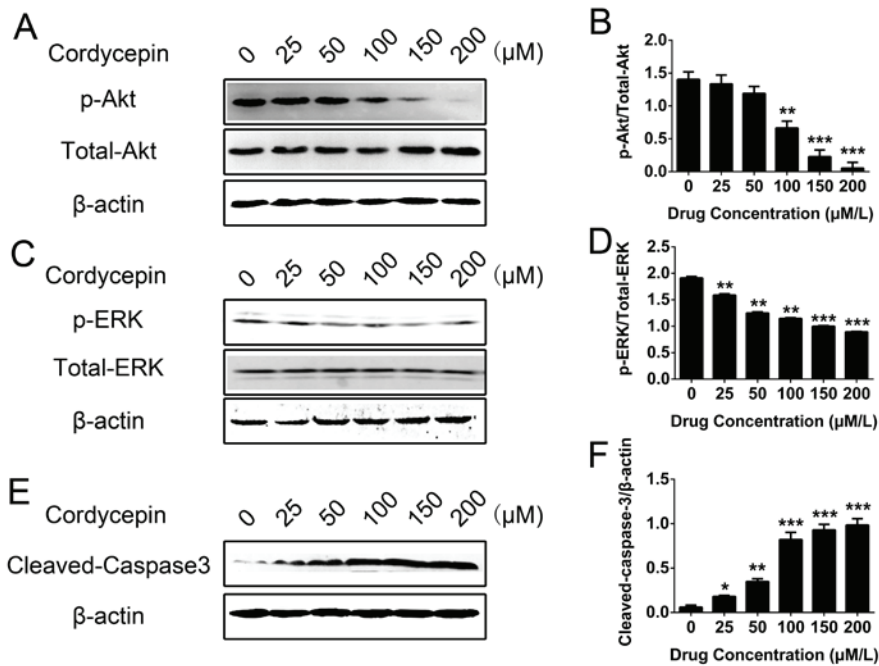 A
Cordycepin 0 25 50 100 150 200 (μM)
p-Akt
Total-Akt
β-actin
B
p-Akt/Total-Akt
2.0
1.5
1.0
0.5
0.0
** *** ***
0 25 50 100 150 200
Drug Concentration (μM/L)
C
Cordycepin 0 25 50 100 150 200 (μM)
p-ERK
Total-ERK
β-actin
D
p-ERK/Total-ERK
2.5
2.0
1.5
1.0
0.5
0.0
** ** ** *** ***
0 25 50 100 150 200
Drug Concentration (μM/L)
E
Cordycepin 0 25 50 100 150 200 (μM)
Cleaved-Caspase3
β-actin
F
Cleaved-caspase-3/β-actin
1.5
1.0
0.5
0.0
* ** *** *** ***
0 25 50 100 150 200
Drug Concentration (μM/L)